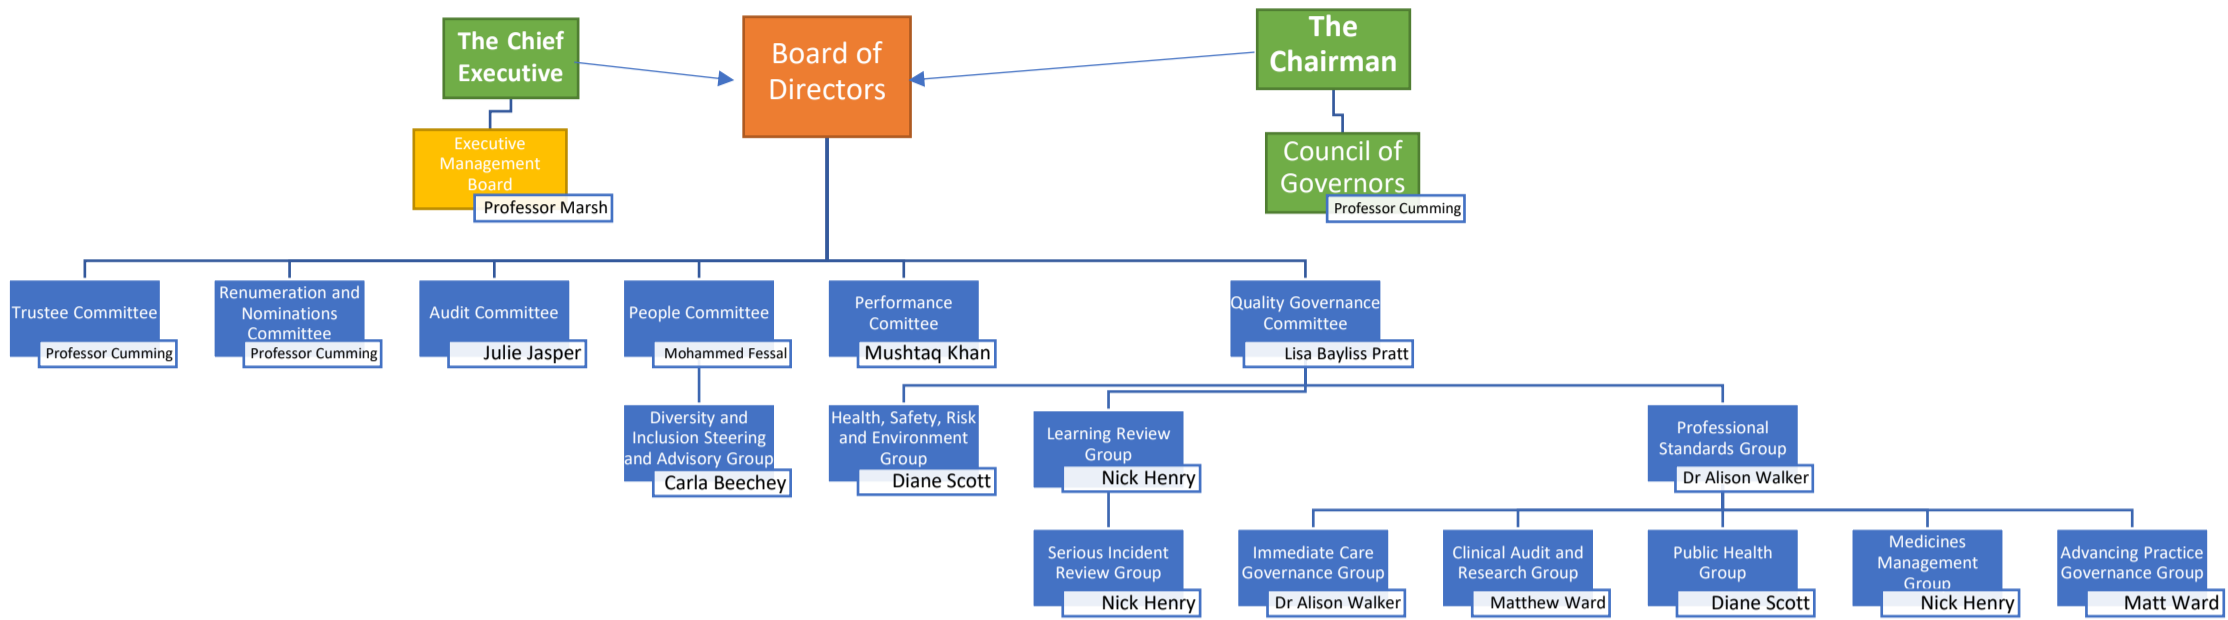 The Chief
Executive
Board of
Directors
The
Chairman
Executive
Management
Board
Professor Marsh
Council of
Governors
Professor Cumming
Trustee Committee
Professor Cumming
Renumeration and
Nominations
Committee
Professor Cumming
Audit Committee
Julie Jasper
People Committee
Mohammed Fessal
Performance
Comittee
Mushtaq Khan
Quality Governance
Committee
Lisa Bayliss Pratt
Diversity and
Inclusion Steering
and Advisory Group
Carla Beechey
Health, Safety, Risk
and Environment
Group
Diane Scott
Learning Review
Group
Nick Henry
Professional
Standards Group
Dr Alison Walker
Serious Incident
Review Group
Nick Henry
Immediate Care
Governance Group
Dr Alison Walker
Clinical Audit and
Research Group
Matthew Ward
Public Health
Group
Diane Scott
Medicines
Management
Group
Nick Henry
Advancing Practice
Governance Group
Matt Ward